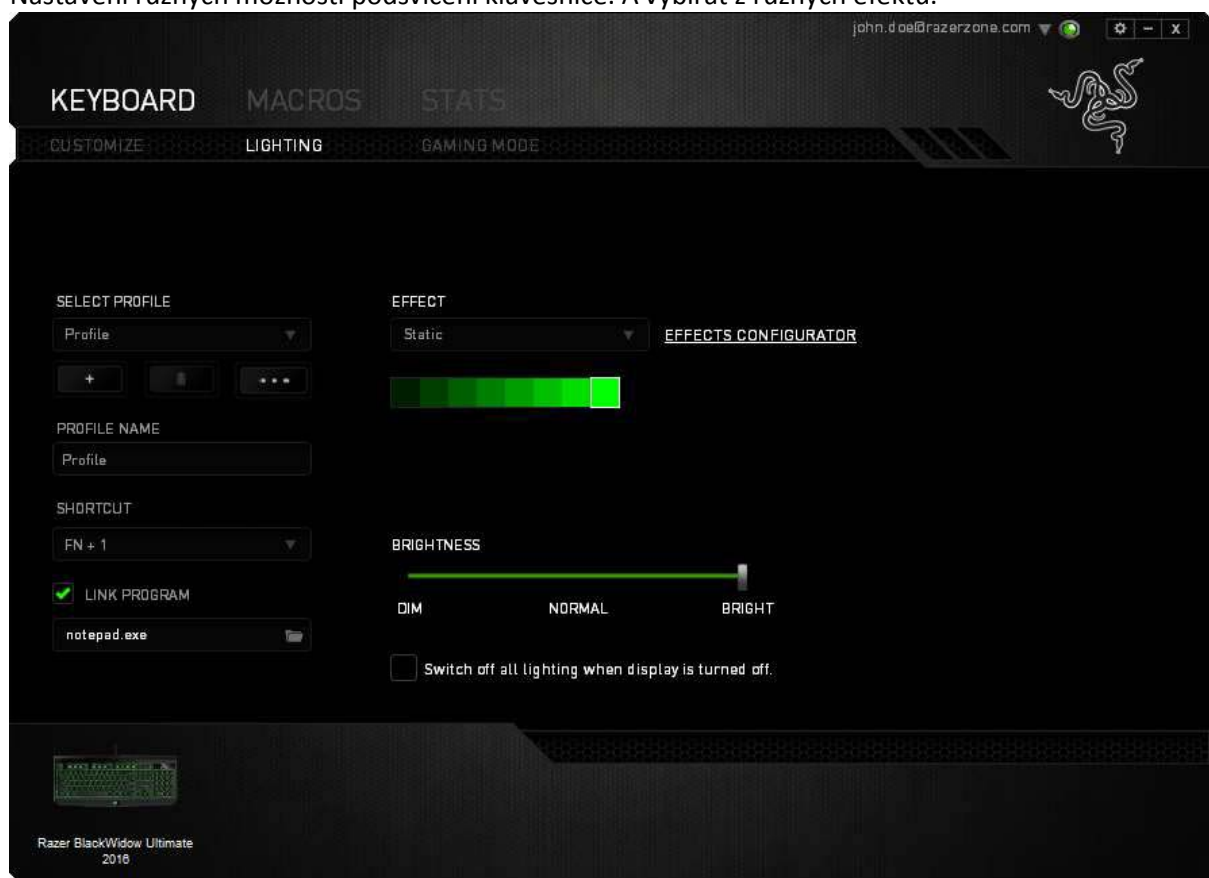 Nastavení různých možností podsvícení klávesnice. A vybírat z různých efektů.
john.doe@razerzone.com
KEYBOARD MACROS STATS
CUSTOMIZE LIGHTING GAMING MODE
SELECT PROFILE
Profile
EFFECT
Static
EFFECTS CONFIGURATOR
PROFILE NAME
Profile
SHORTCUT
FN + 1
LINK PROGRAM
notepad.exe
BRIGHTNESS
DIM NORMAL BRIGHT
Switch off all lighting when display is turned off.
Razer BlackWidow Ultimate
2016